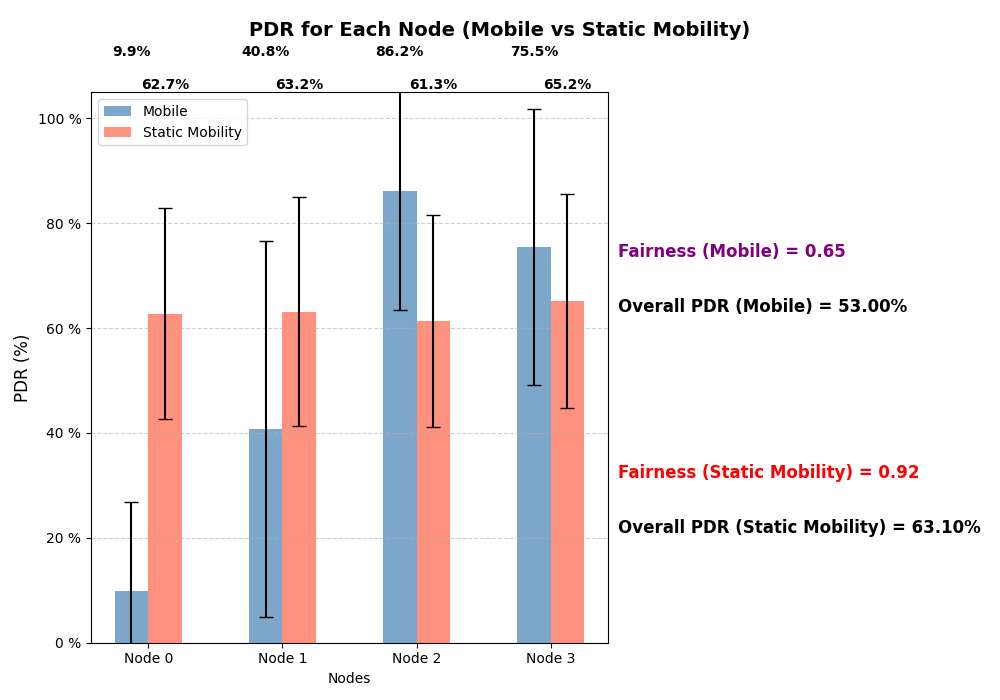 PDR for Each Node (Mobile vs Static Mobility)
9.9% 40.8% 86.2% 75.5%
62.7% 63.2% 61.3% 65.2%
Mobile
Static Mobility
100 %
80 %
60 %
40 %
20 %
0 %
PDR (%)
Node 0 Node 1 Node 2 Node 3
Nodes
Fairness (Mobile) = 0.65
Overall PDR (Mobile) = 53.00%
Fairness (Static Mobility) = 0.92
Overall PDR (Static Mobility) = 63.10%